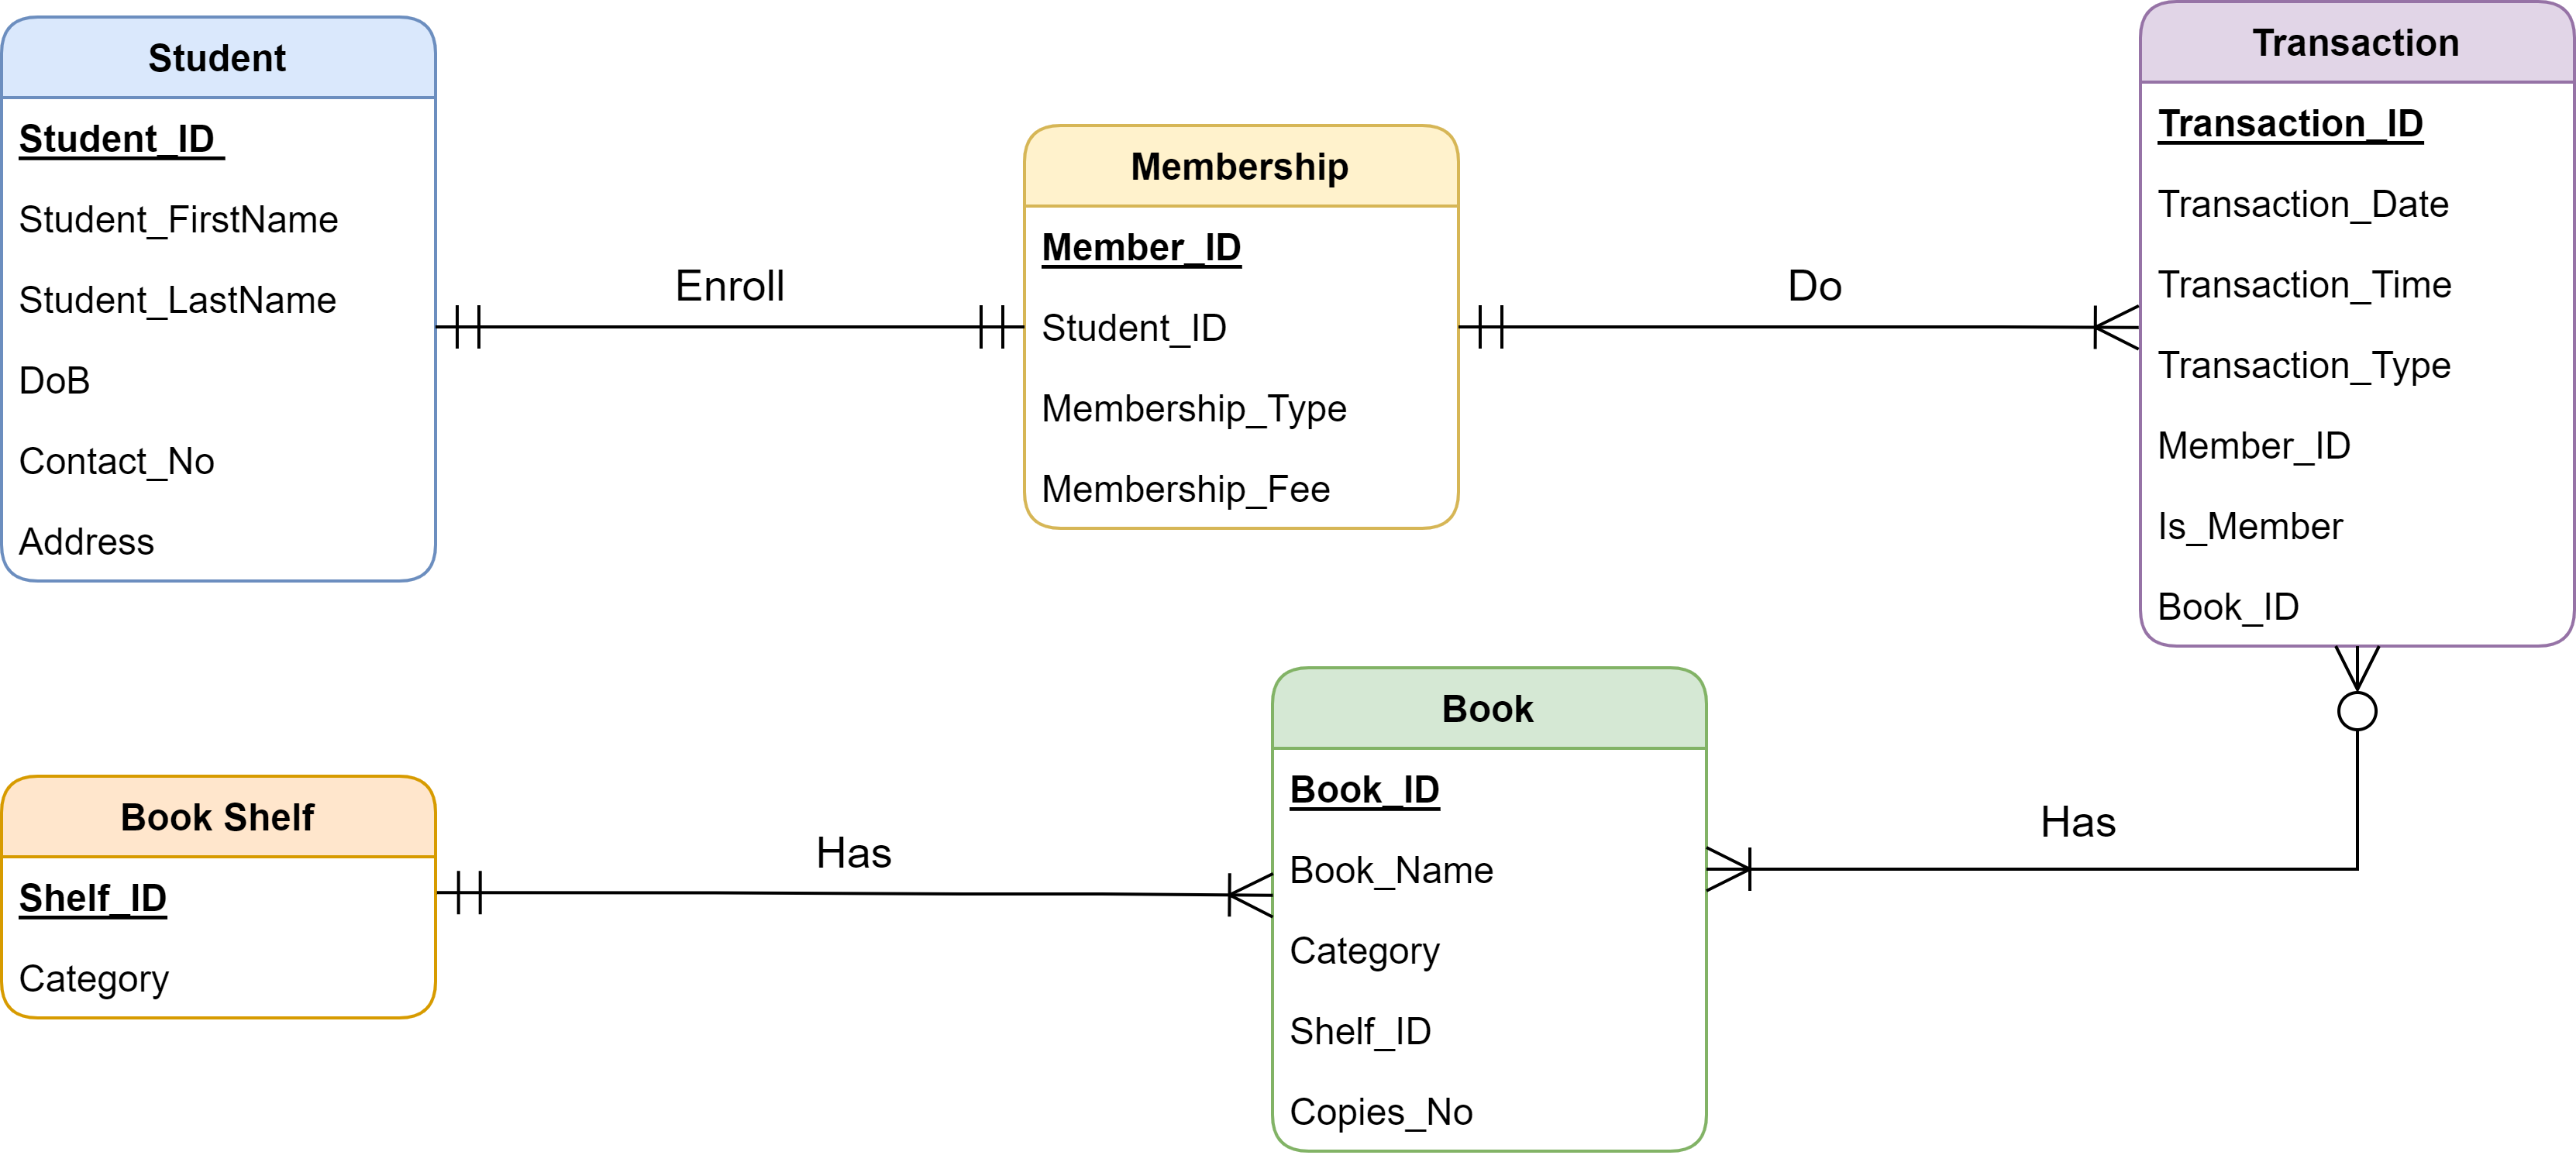 Student
Student_ID
Student_FirstName
Student_LastName
DoB
Contact_No
Address
Enroll
Membership
Member_ID
Student_ID
Membership_Type
Membership_Fee
Do
Transaction
Transaction_ID
Transaction_Date
Transaction_Time
Transaction_Type
Member_ID
Is_Member
Book_ID
Book Shelf
Shelf_ID
Category
Has
Book
Book_ID
Book_Name
Category
Shelf_ID
Copies_No
Has